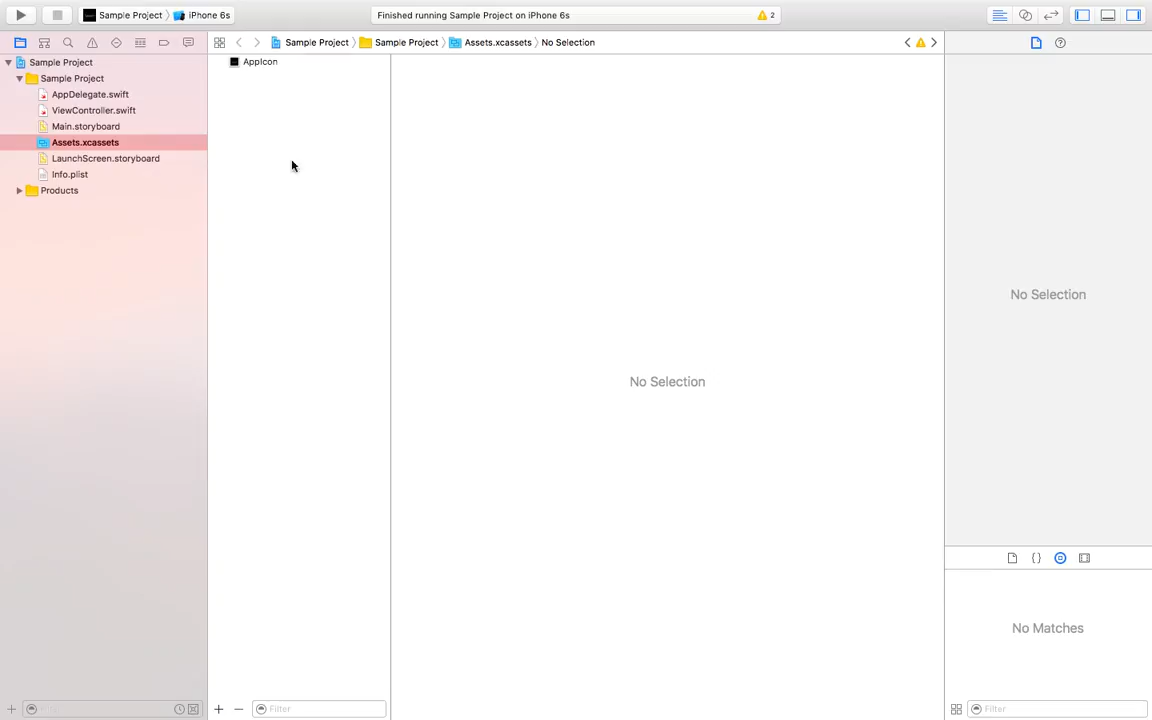 Sample Project iPhone 6s
Finished running Sample Project on iPhone 6s
2
Sample Project Sample Project Assets.xcassets No Selection
Sample Project
Sample Project
AppDelegate.swift
ViewController.swift
Main.storyboard
Assets.xcassets
LaunchScreen.storyboard
Info.plist
Products
AppIcon
No Selection
No Selection
No Matches
Filter
Filter
Filter